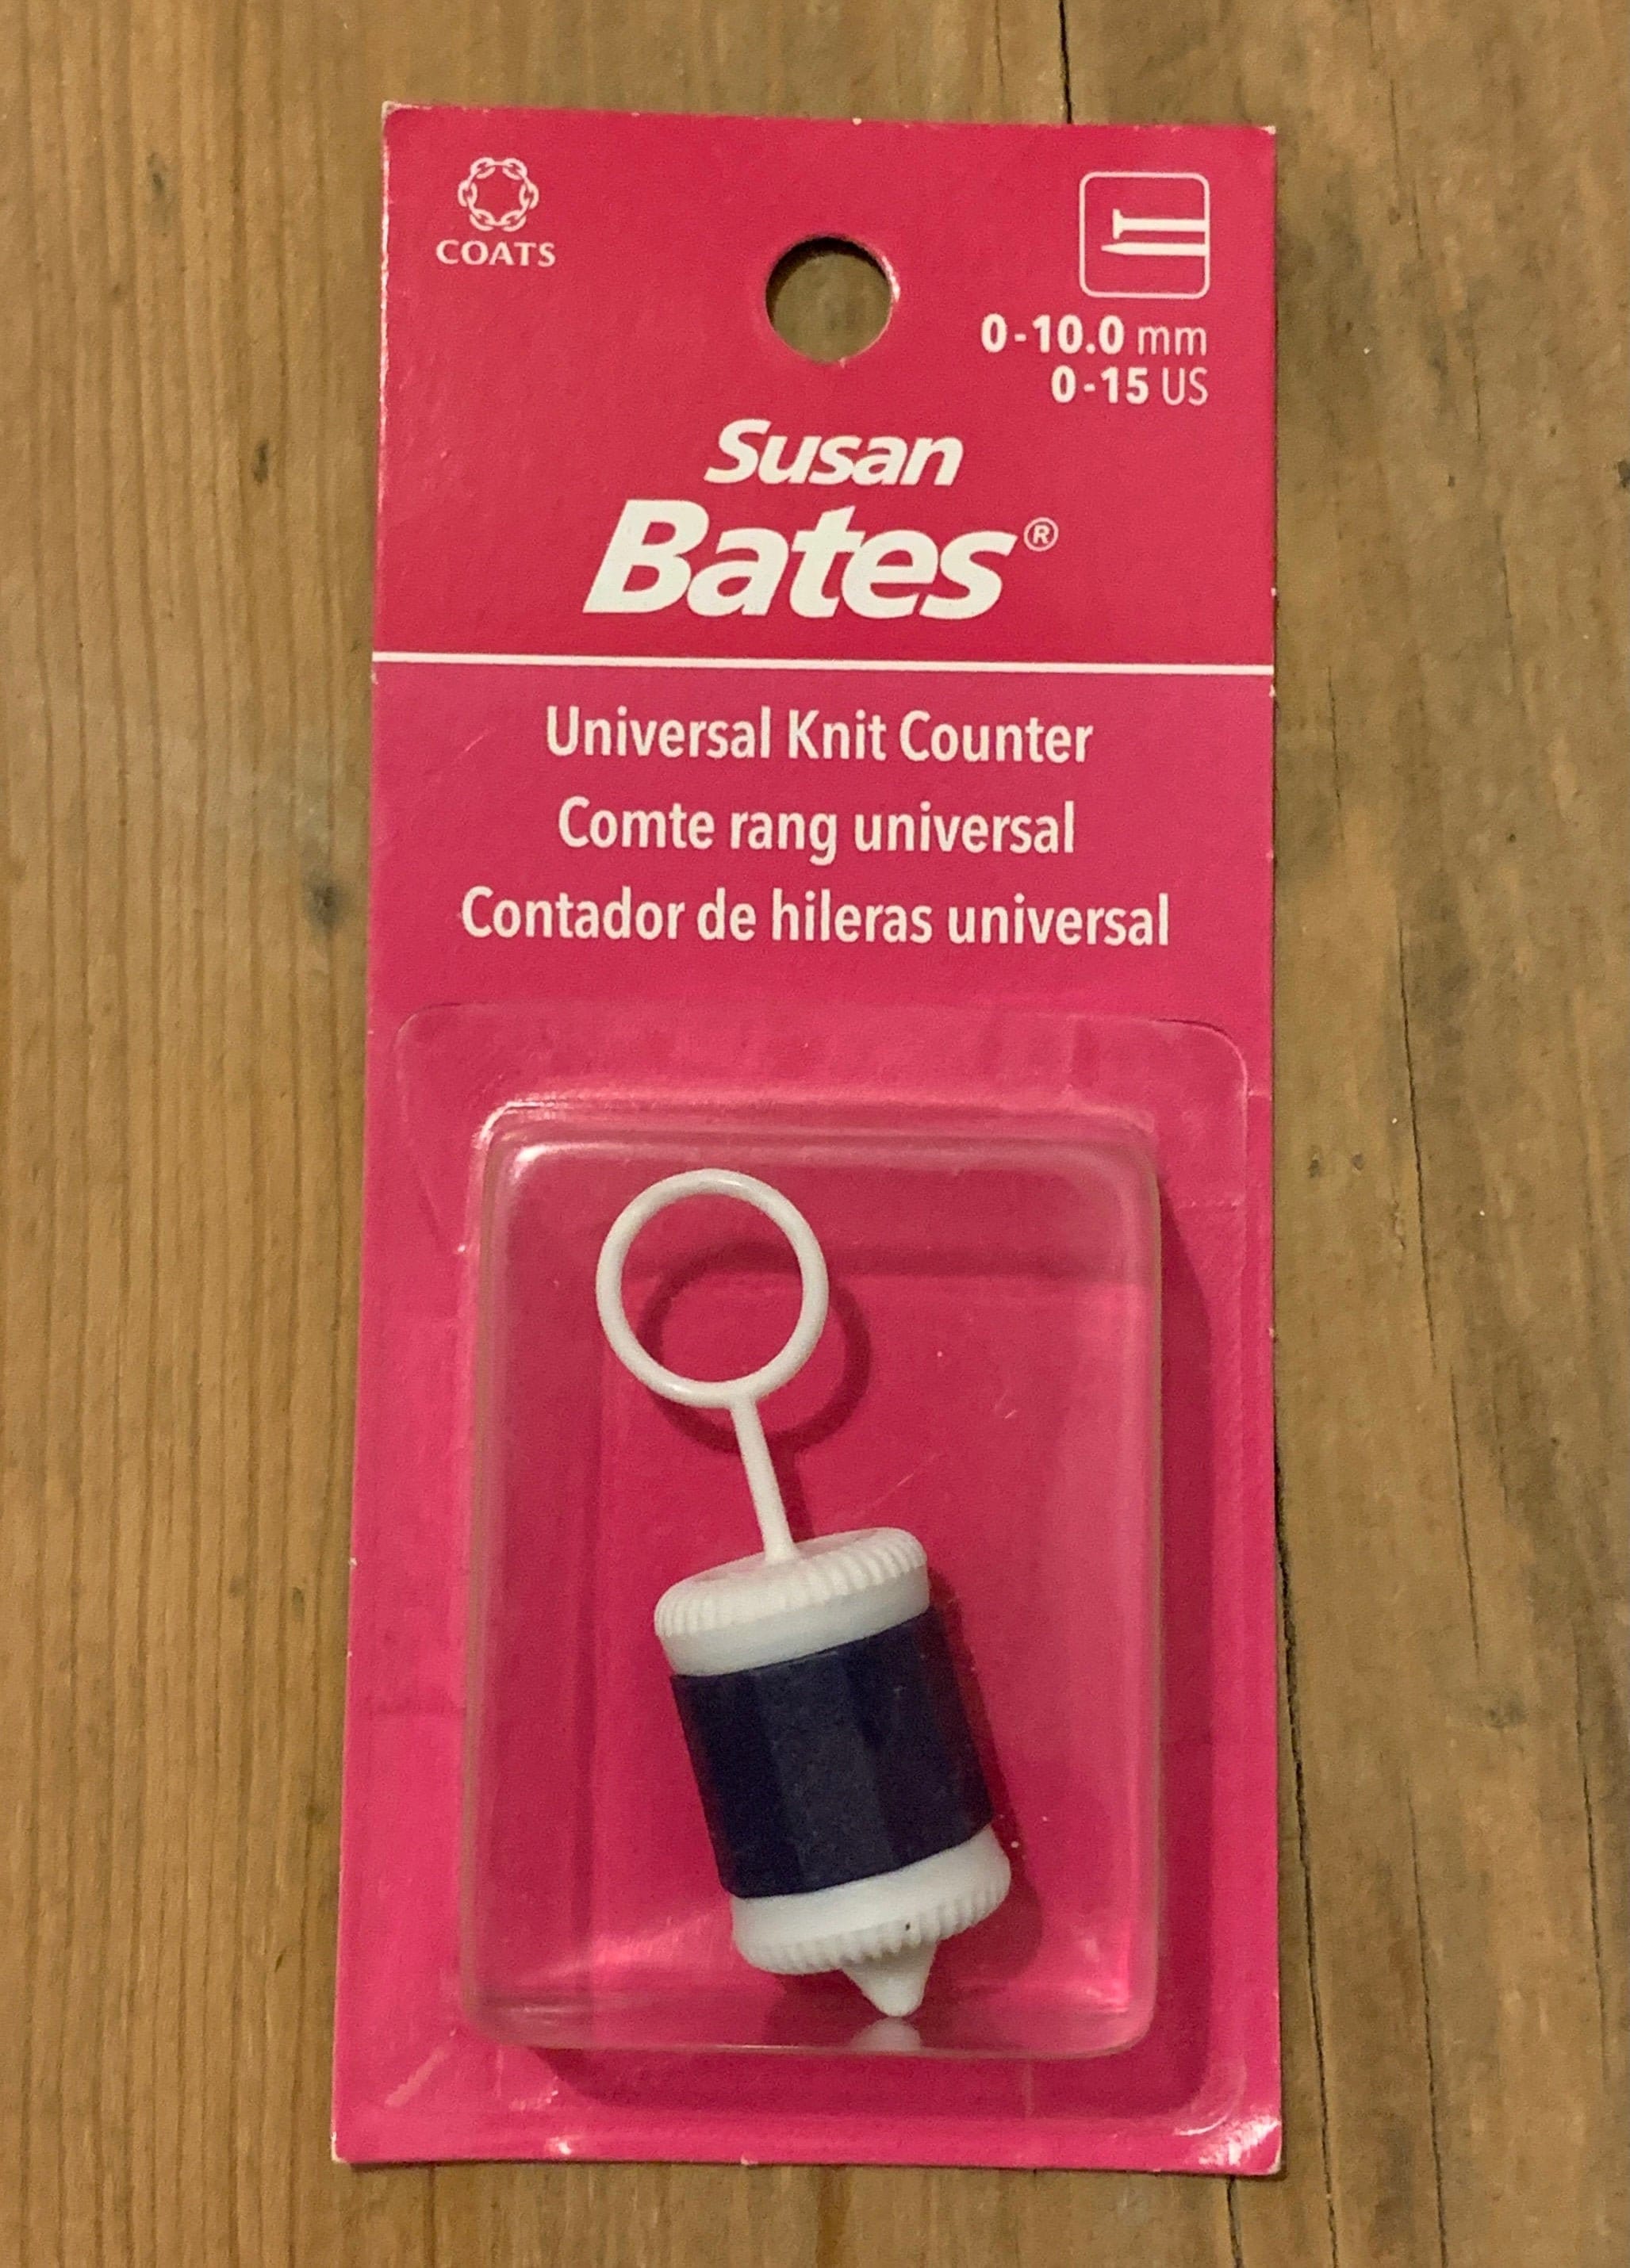 COATS
0-10.0 mm
0-15 US
Susan
Bates®
Universal Knit Counter
Comte rang universal
Contador de hileras universal